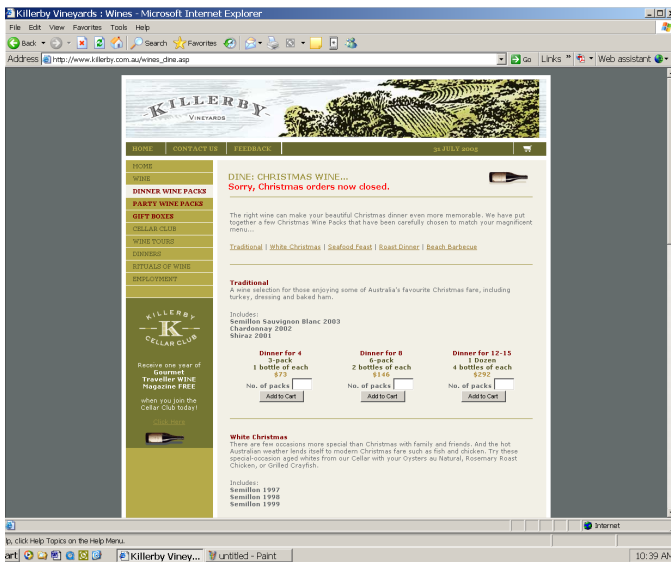 Killerby Vineyards : Wines - Microsoft Internet Explorer
File Edit View Favorites Tools Help
Back Search Favorites
Address http://www.killerby.com.au/wines_dine.asp Go Links » Web assistant
KILLERBY
VINEYARDS
HOME CONTACT US FEEDBACK 31 JULY 2005
HOME
WINE
DINNER WINE PACKS
PARTY WINE PACKS
GIFT BOXES
CELLAR CLUB
WINE TOURS
DINNERS
RITUALS OF WINE
EMPLOYMENT
KILLERBY
K
CELLAR CLUB
Receive one year of
Gourmet
Traveller WINE
Magazine FREE
when you join the
Cellar Club today!
Click Here
DINE: CHRISTMAS WINE...
Sorry, Christmas orders now closed.
The right wine can make your beautiful Christmas dinner even more memorable. We have put
together a few Christmas Wine Packs that have been carefully chosen to match your magnificent
menu...
Traditional | White Christmas | Seafood Feast | Roast Dinner | Beach Barbecue
Traditional
A wine selection for those enjoying some of Australia's favourite Christmas fare, including
turkey, dressing and baked ham.
Includes:
Semillon Sauvignon Blanc 2003
Chardonnay 2002
Shiraz 2001
Dinner for 4 Dinner for 8 Dinner for 12-15
3-pack 6-pack 1 Dozen
1 bottle of each 2 bottles of each 4 bottles of each
$73 $146 $292
No. of packs No. of packs No. of packs
Add to Cart Add to Cart Add to Cart
White Christmas
There are few occasions more special than Christmas with family and friends. And the hot
Australian weather lends itself to modern Christmas fare such as fish and chicken. Try these
special-occasion aged whites from our Cellar with your Oysters au Natural, Rosemary Roast
Chicken, or Grilled Crayfish.
Includes:
Semillon 1997
Semillon 1998
Semillon 1999
Internet
lp, click Help Topics on the Help Menu.
art Killerby Viney... untitled - Paint 10:39 AM